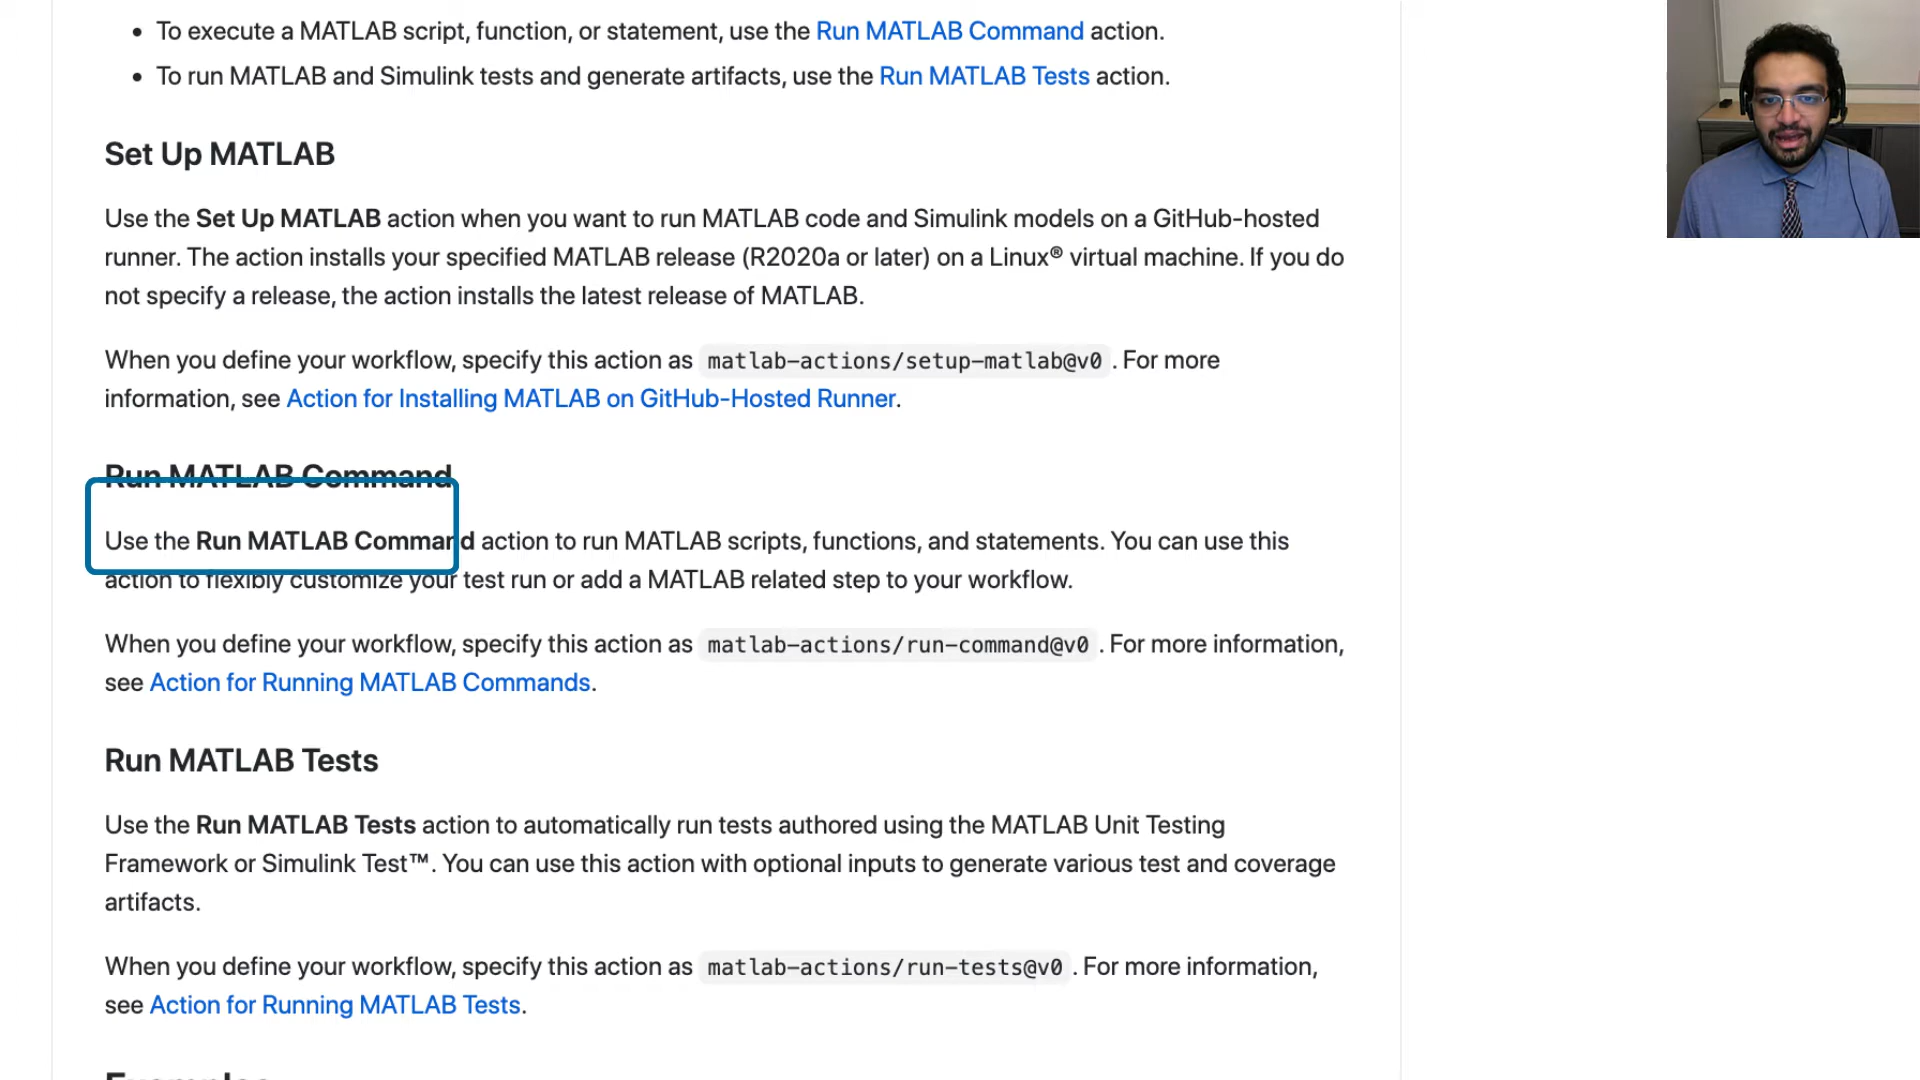 • To execute a MATLAB script, function, or statement, use the Run MATLAB Command action.
• To run MATLAB and Simulink tests and generate artifacts, use the Run MATLAB Tests action.
Set Up MATLAB
Use the Set Up MATLAB action when you want to run MATLAB code and Simulink models on a GitHub-hosted
runner. The action installs your specified MATLAB release (R2020a or later) on a Linux® virtual machine. If you do
not specify a release, the action installs the latest release of MATLAB.
When you define your workflow, specify this action as matlab-actions/setup-matlab@v0. For more
information, see Action for Installing MATLAB on GitHub-Hosted Runner.
Run MATLAB Command
Use the Run MATLAB Command action to run MATLAB scripts, functions, and statements. You can use this
action to flexibly customize your test run or add a MATLAB related step to your workflow.
When you define your workflow, specify this action as matlab-actions/run-command@v0. For more information,
see Action for Running MATLAB Commands.
Run MATLAB Tests
Use the Run MATLAB Tests action to automatically run tests authored using the MATLAB Unit Testing
Framework or Simulink Test™. You can use this action with optional inputs to generate various test and coverage
artifacts.
When you define your workflow, specify this action as matlab-actions/run-tests@v0. For more information,
see Action for Running MATLAB Tests.
Examples